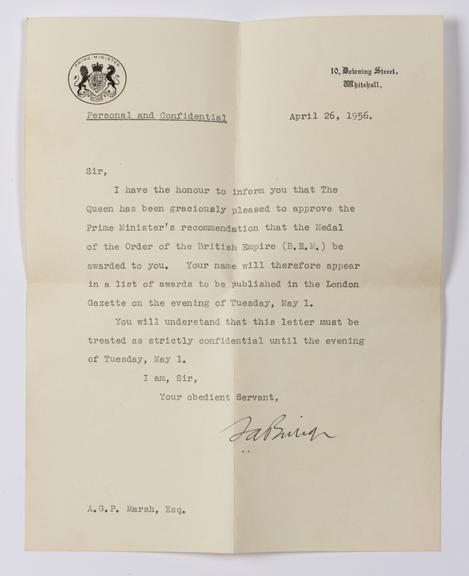 PRIME MINISTER
10, Downing Street,
Whitehall,
Personal and Confidential
April 26, 1956.
Sir,
I have the honour to inform you that The
Queen has been graciously pleased to approve the
Prime Minister's recommendation that the Medal
of the Order of the British Empire (B.E.M.) be
awarded to you. Your name will therefore appear
in a list of awards to be published in the London
Gazette on the evening of Tuesday, May 1.
You will understand that this letter must be
treated as strictly confidential until the evening
of Tuesday, May 1.
I am, Sir,
Your obedient Servant,
A.G.P. Marsh, Esq.